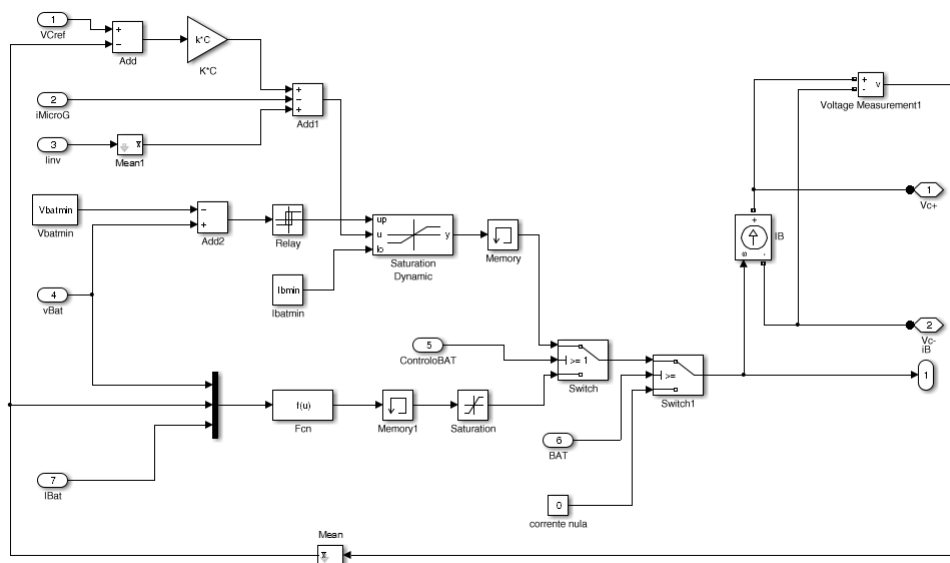 1
VCref
+
−
Add
k*C
K*C
2
iMicroG
+
−
+
Add1
3
Iinv
Mean1
+
-
v
Voltage Measurement1
1
Vc+
Vbatmin
Vbatmin
−
+
Add2
Relay
up
u
lo
y
Saturation
Dynamic
Memory
+
-
IB
4
vBat
Ibmin
Ibatmin
2
Vc-
iB
1
5
ControloBAT
>= 1
Switch
>=
Switch1
f(u)
Fcn
Memory1
Saturation
6
BAT
7
IBat
0
corrente nula
Mean